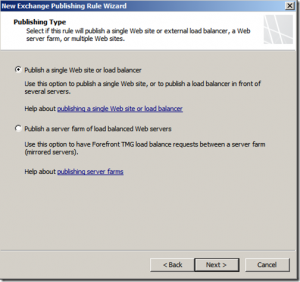 New Exchange Publishing Rule Wizard
Publishing Type
Select if this rule will publish a single Web site or external load balancer, a Web
server farm, or multiple Web sites.
Publish a single Web site or load balancer
Use this option to publish a single Web site, or to publish a load balancer in front of
several servers.
Help about publishing a single Web site or load balancer
Publish a server farm of load balanced Web servers
Use this option to have Forefront TMG load balance requests between a server farm
(mirrored servers).
Help about publishing server farms
< Back
Next >
Cancel